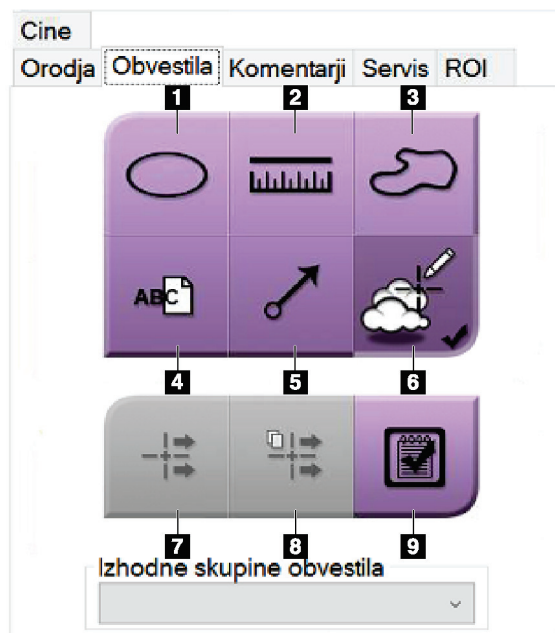 Cine
Orodja Obvestila Komentarji Servis ROI
1 2 3
ABC
4 5 6
7 8 9
Izhodne skupine obvestila